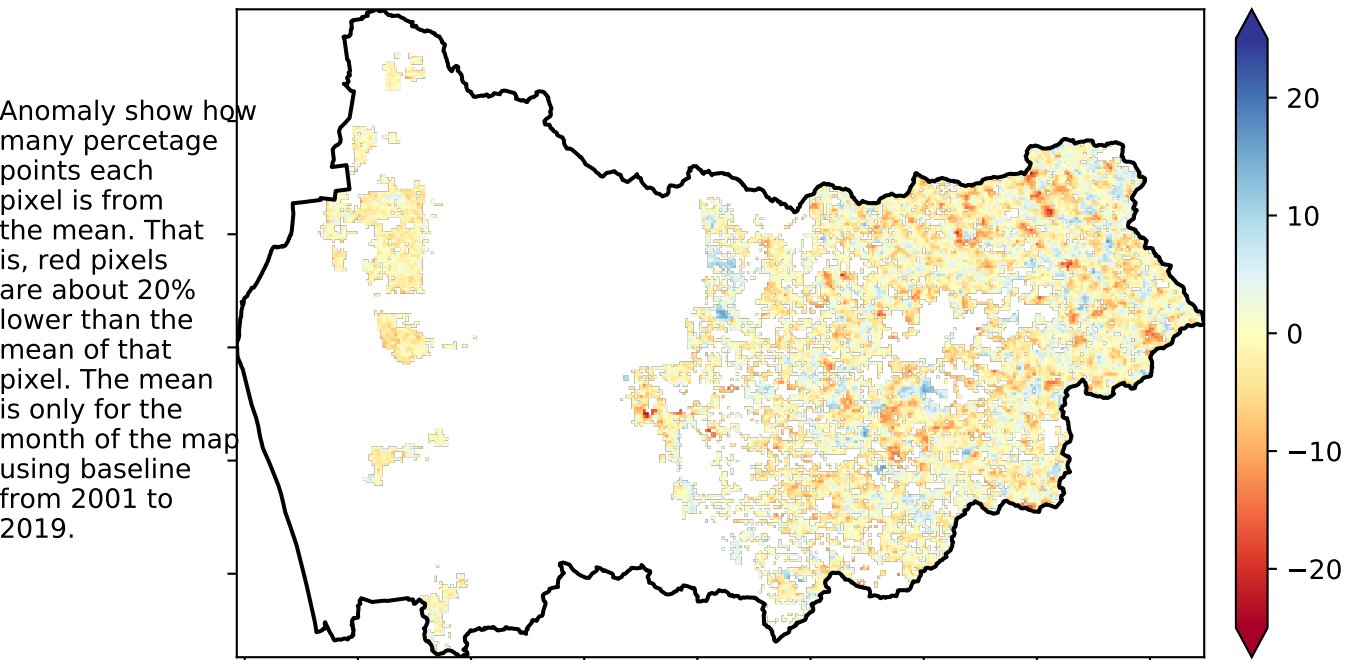 Anomaly show how
many percetage
points each
pixel is from
the mean. That
is, red pixels
are about 20%
lower than the
mean of that
pixel. The mean
is only for the
month of the map
using baseline
from 2001 to
2019.
20
10
0
−10
−20